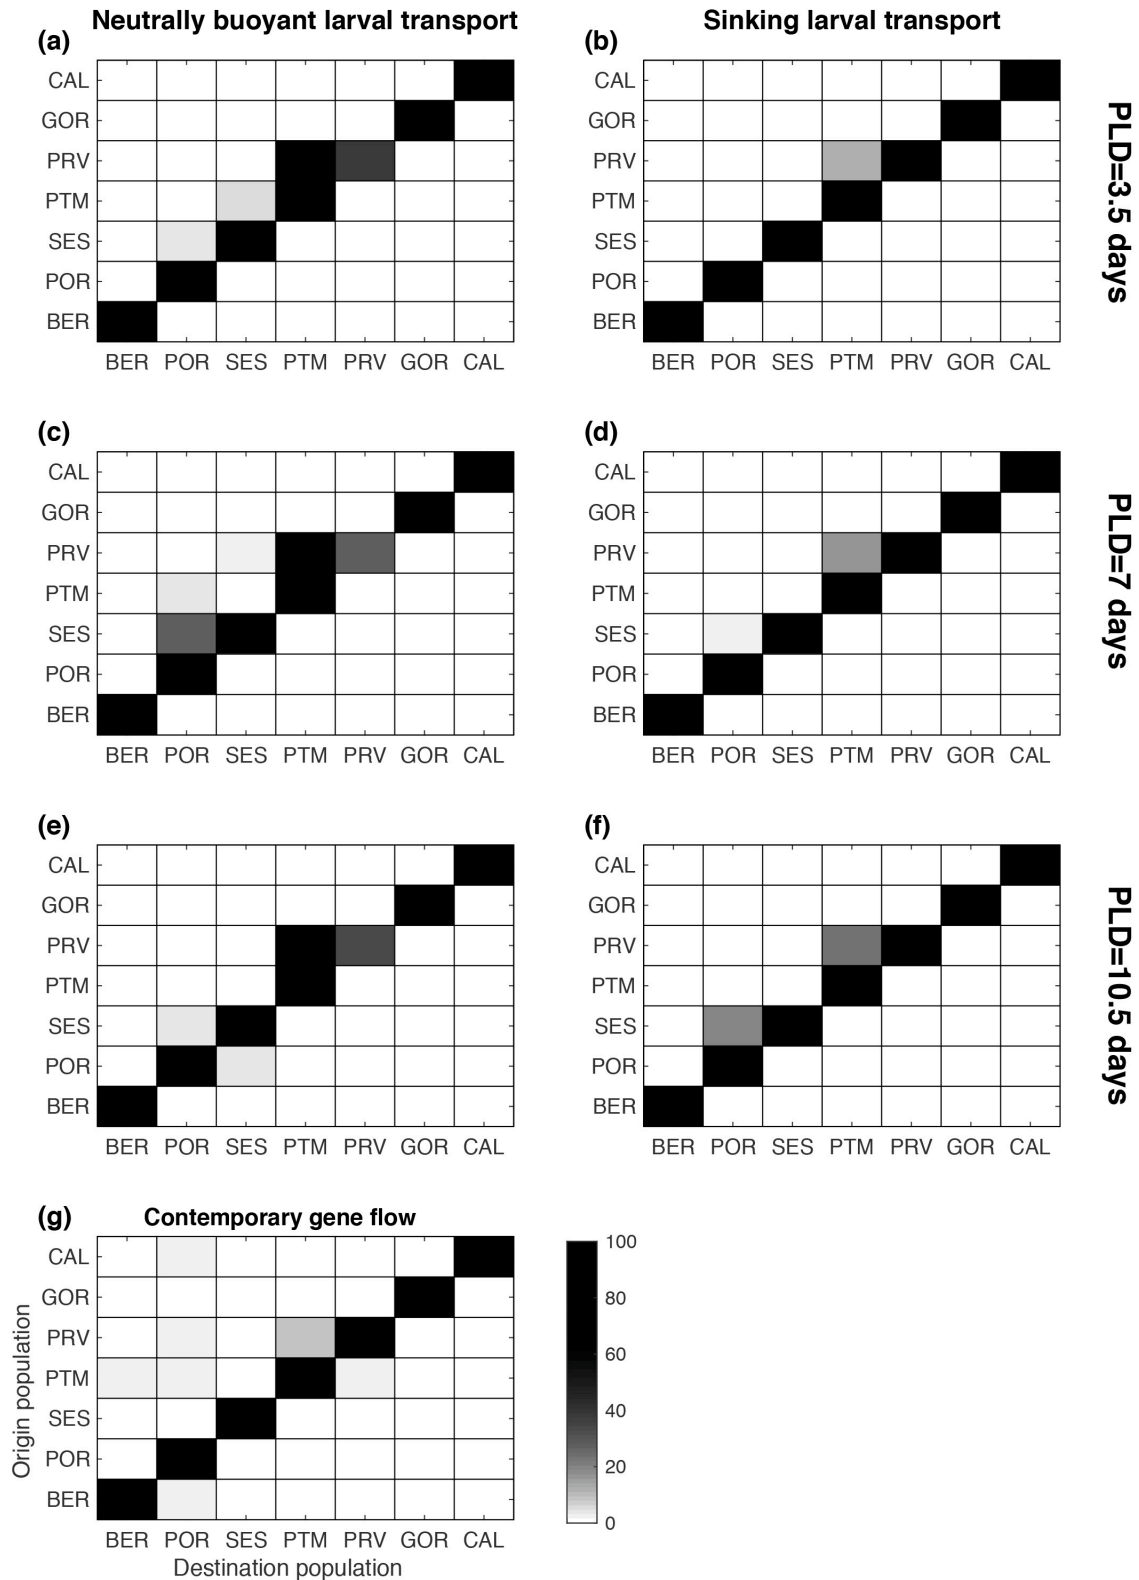 Neutrally buoyant larval transport
Sinking larval transport
(a)
CAL
GOR
PRV
PTM
SES
POR
BER
BER POR SES PTM PRV GOR CAL
(b)
CAL
GOR
PRV
PTM
SES
POR
BER
BER POR SES PTM PRV GOR CAL
PLD=3.5 days
(c)
CAL
GOR
PRV
PTM
SES
POR
BER
BER POR SES PTM PRV GOR CAL
(d)
CAL
GOR
PRV
PTM
SES
POR
BER
BER POR SES PTM PRV GOR CAL
PLD=7 days
(e)
CAL
GOR
PRV
PTM
SES
POR
BER
BER POR SES PTM PRV GOR CAL
(f)
CAL
GOR
PRV
PTM
SES
POR
BER
BER POR SES PTM PRV GOR CAL
PLD=10.5 days
(g)
Contemporary gene flow
Origin population
CAL
GOR
PRV
PTM
SES
POR
BER
BER POR SES PTM PRV GOR CAL
Destination population
100
80
60
40
20
0